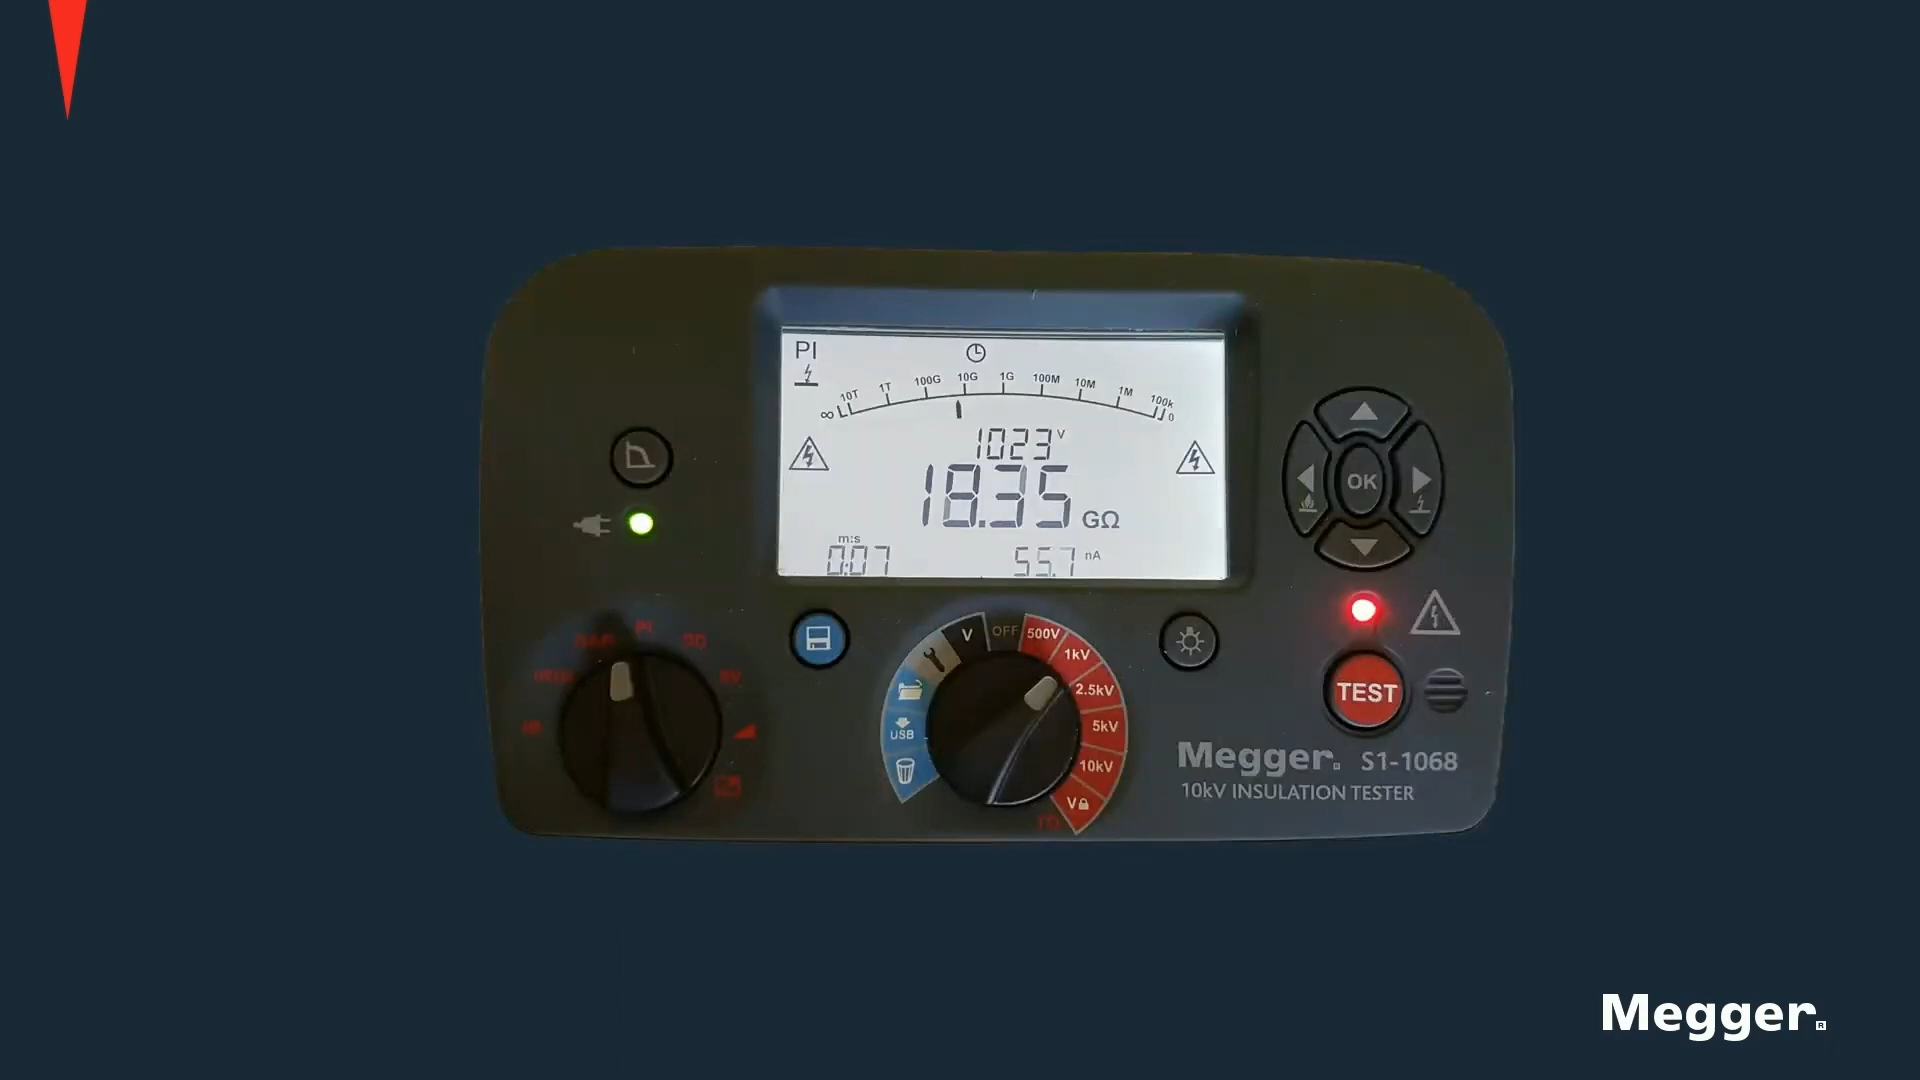 PI
∞ 10T 1T 100G 10G 1G 100M 10M 1M 100k 0
1023 V
18.35 GΩ
m:s
0:07
55.7 nA
OK
PI
DAR
DD
IR(t)
SV
IR
V
OFF
500V
1kV
2.5kV
5kV
10kV
V
USB
TEST
Megger. S1-1068
10kV INSULATION TESTER
Megger.